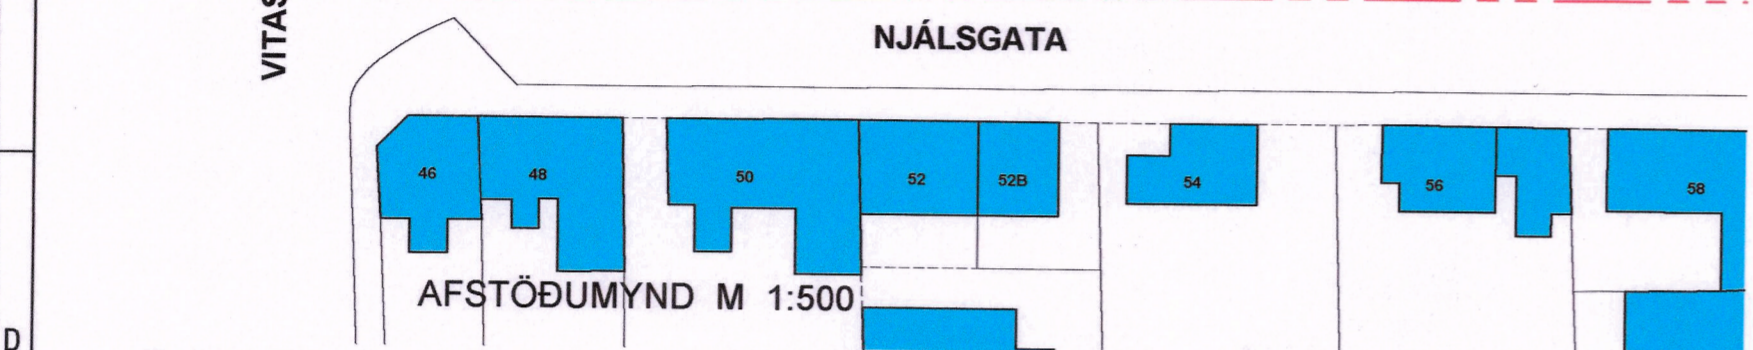 VITAS
NJÁLSGATA
46
48
50
52
52B
54
56
58
AFSTÖÐUMYND M 1:500
D